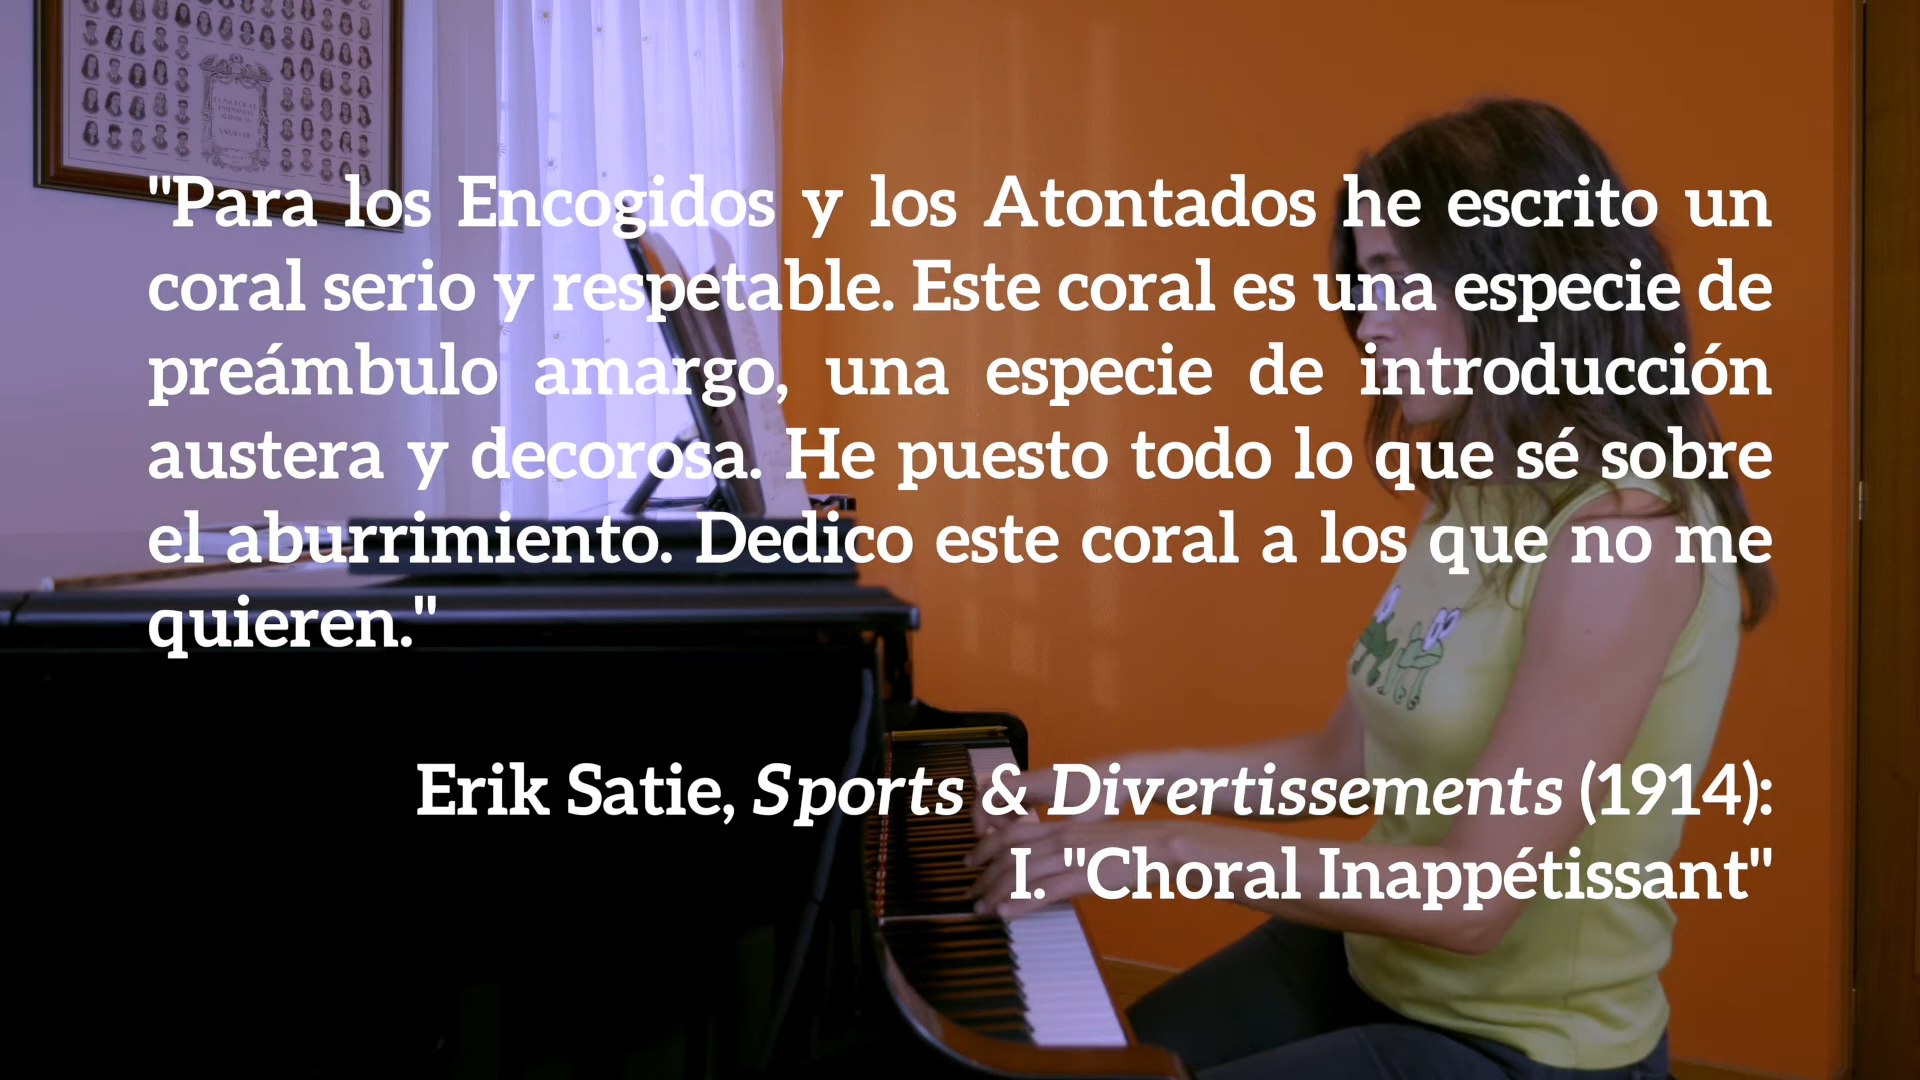 "Para los Encogidos y los Atontados he escrito un
coral serio y respetable. Este coral es una especie de
preámbulo amargo, una especie de introducción
austera y decorosa. He puesto todo lo que sé sobre
el aburrimiento. Dedico este coral a los que no me
quieren."
Erik Satie, Sports & Divertissements (1914):
I. "Choral Inappétissant"